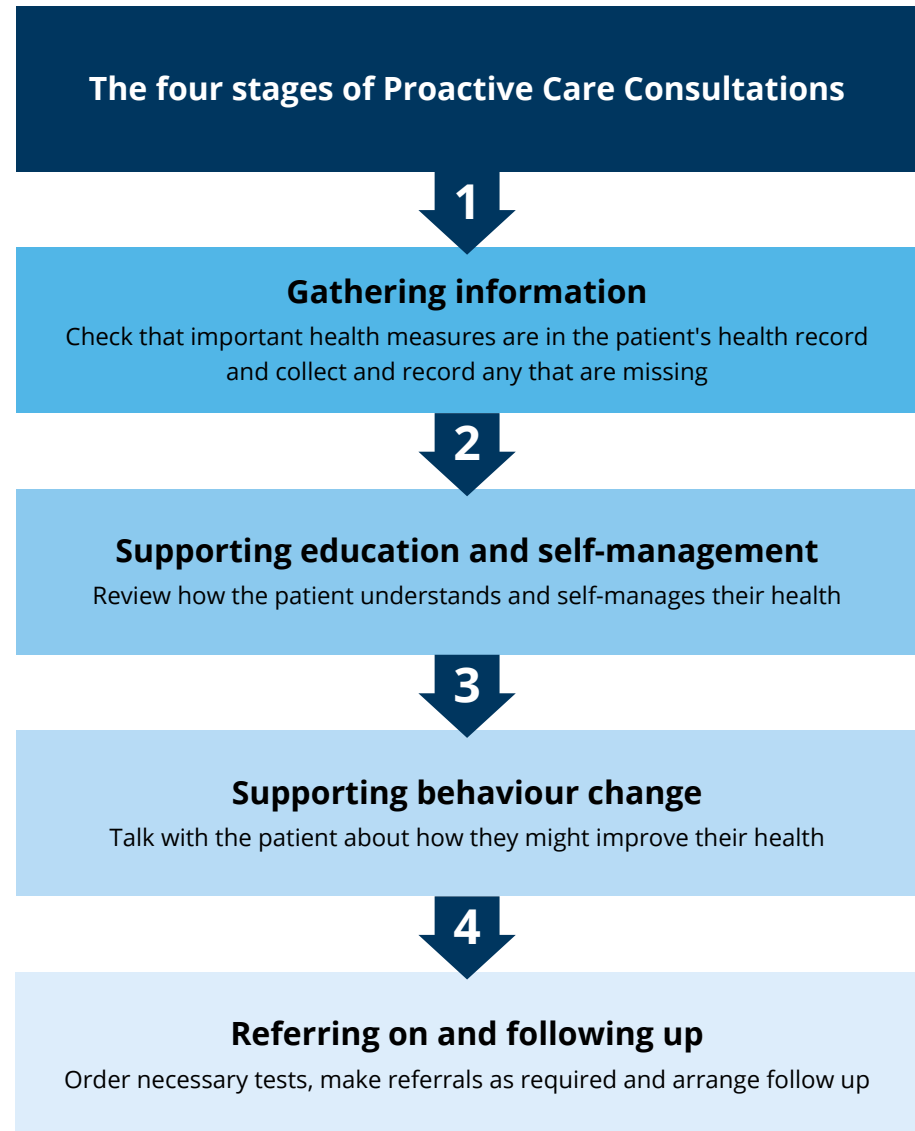 The four stages of Proactive Care Consultations
1
Gathering information
Check that important health measures are in the patient's health record
and collect and record any that are missing
2
Supporting education and self-management
Review how the patient understands and self-manages their health
3
Supporting behaviour change
Talk with the patient about how they might improve their health
4
Referring on and following up
Order necessary tests, make referrals as required and arrange follow up